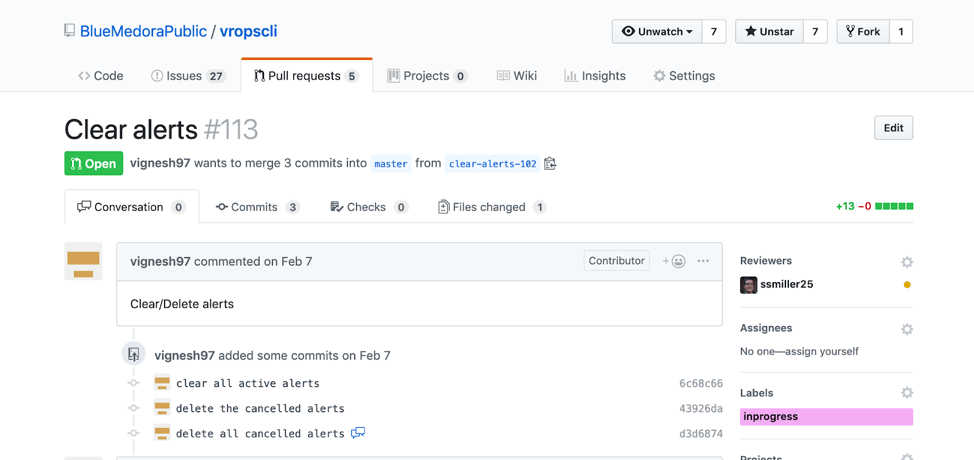 BlueMedoraPublic / vropscli
Unwatch 7 Unstar 7 Fork 1
Code Issues 27 Pull requests 5 Projects 0 Wiki Insights Settings
Clear alerts #113
Edit
Open vignesh97 wants to merge 3 commits into master from clear-alerts-102
Conversation 0 Commits 3 Checks 0 Files changed 1 +13 −0
vignesh97 commented on Feb 7 Contributor
Clear/Delete alerts
vignesh97 added some commits on Feb 7
clear all active alerts 6c68c66
delete the cancelled alerts 43926da
delete all cancelled alerts d3d6874
Reviewers
ssmiller25
Assignees
No one—assign yourself
Labels
inprogress
Projects